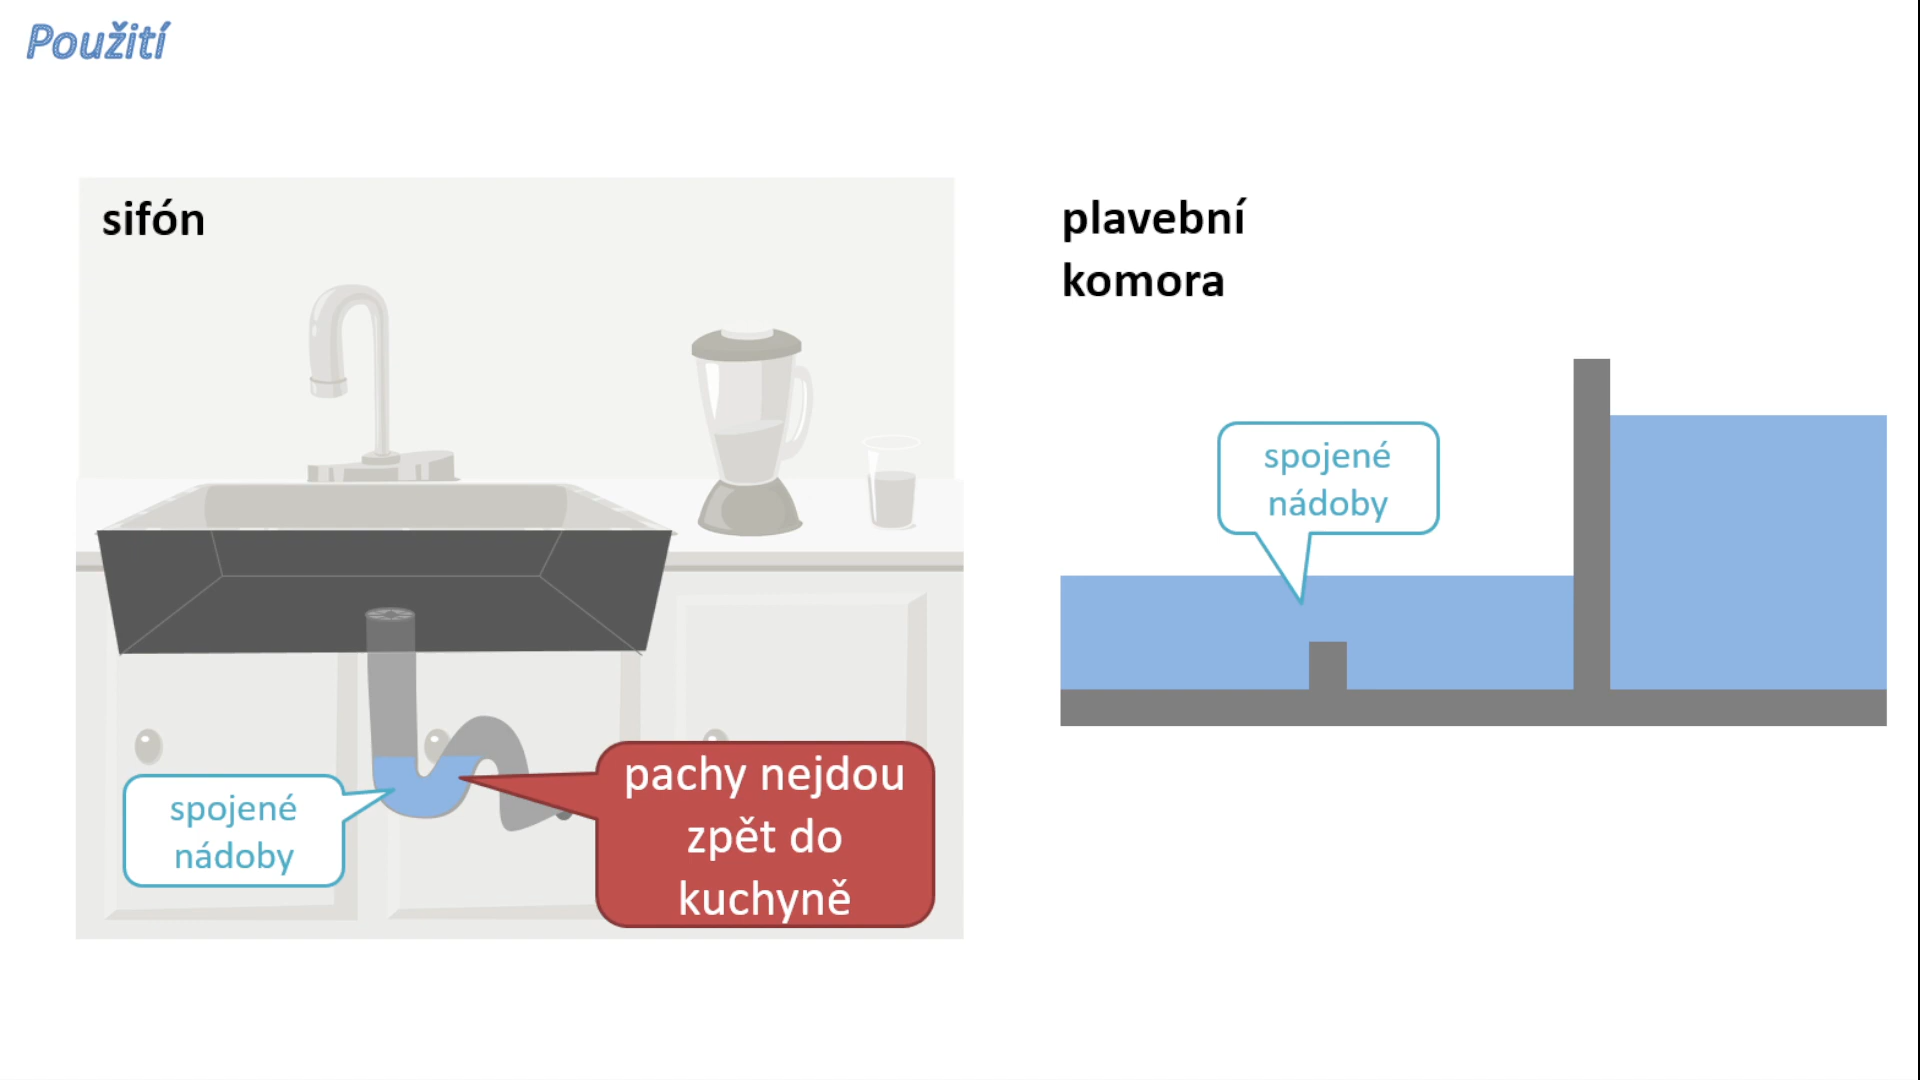 Použití
sifón
spojené
nádoby
pachy nejdou
zpět do
kuchyně
plavební
komora
spojené
nádoby